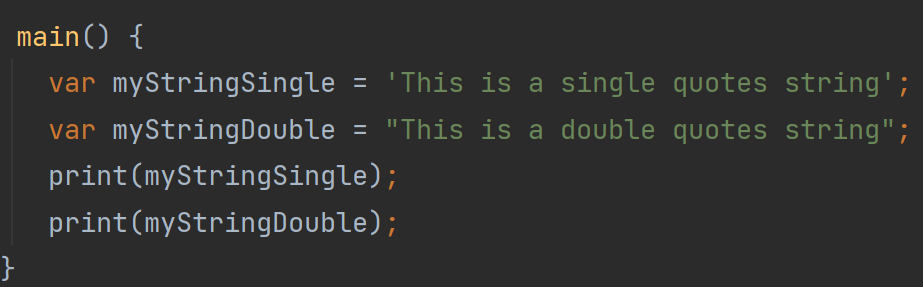 main() {
var myStringSingle = 'This is a single quotes string';
var myStringDouble = "This is a double quotes string";
print(myStringSingle);
print(myStringDouble);
}